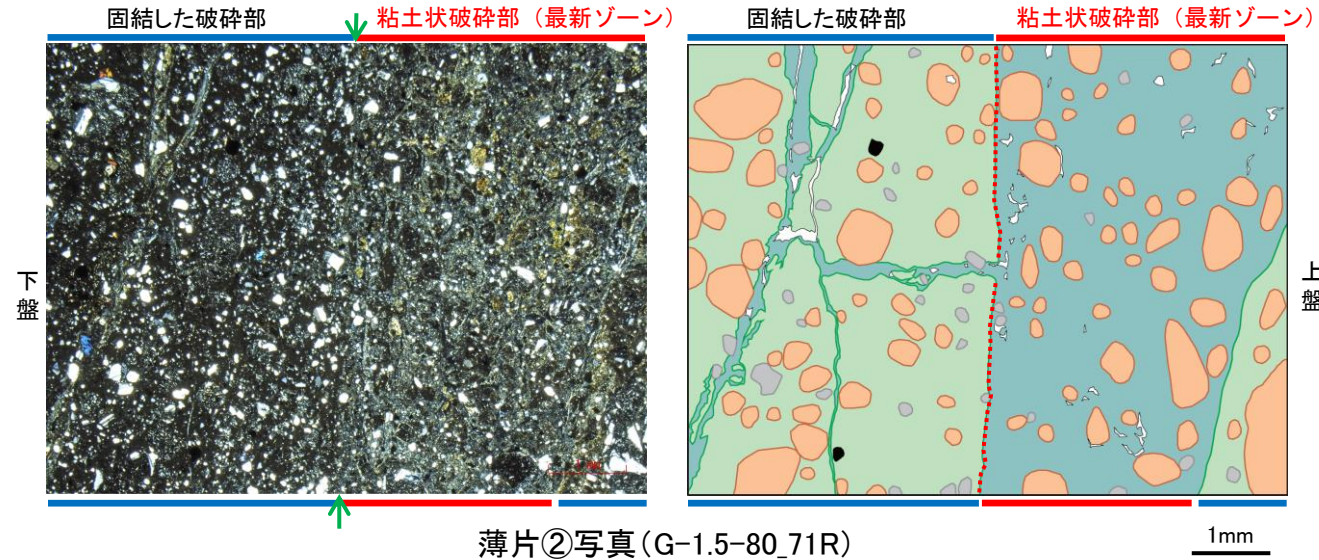 固結した破砕部
粘土状破砕部(最新ゾーン)
固結した破砕部
粘土状破砕部(最新ゾーン)
下盤
上盤
薄片②写真(G-1.5-80_71R)
1mm